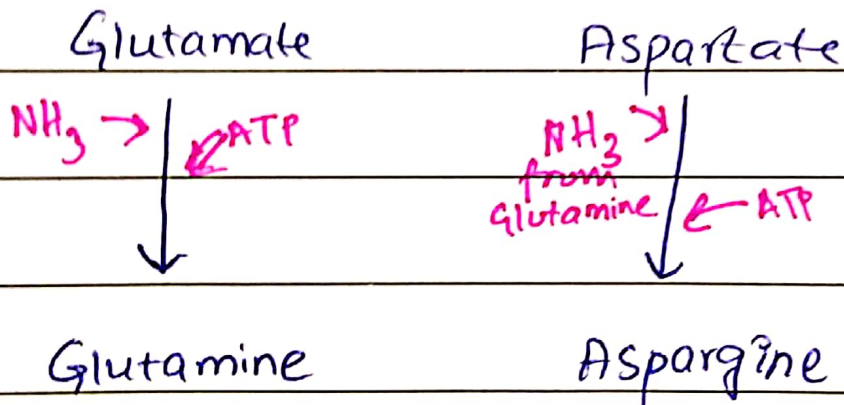 Glutamate Aspartate
NH3 → ATP
NH3
from
Glutamine ← ATP
Glutamine Aspargine